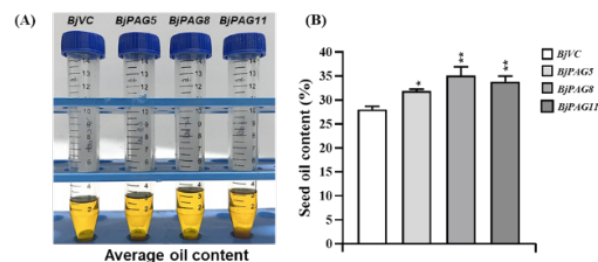 (A)
BjVC BjPAG5 BjPAG8 BjPAG11
Average oil content
(B)
Seed oil content (%)
40
35
30
25
20
15
10
5
0
*
**
**
BjVC
BjPAG5
BjPAG8
BjPAG11